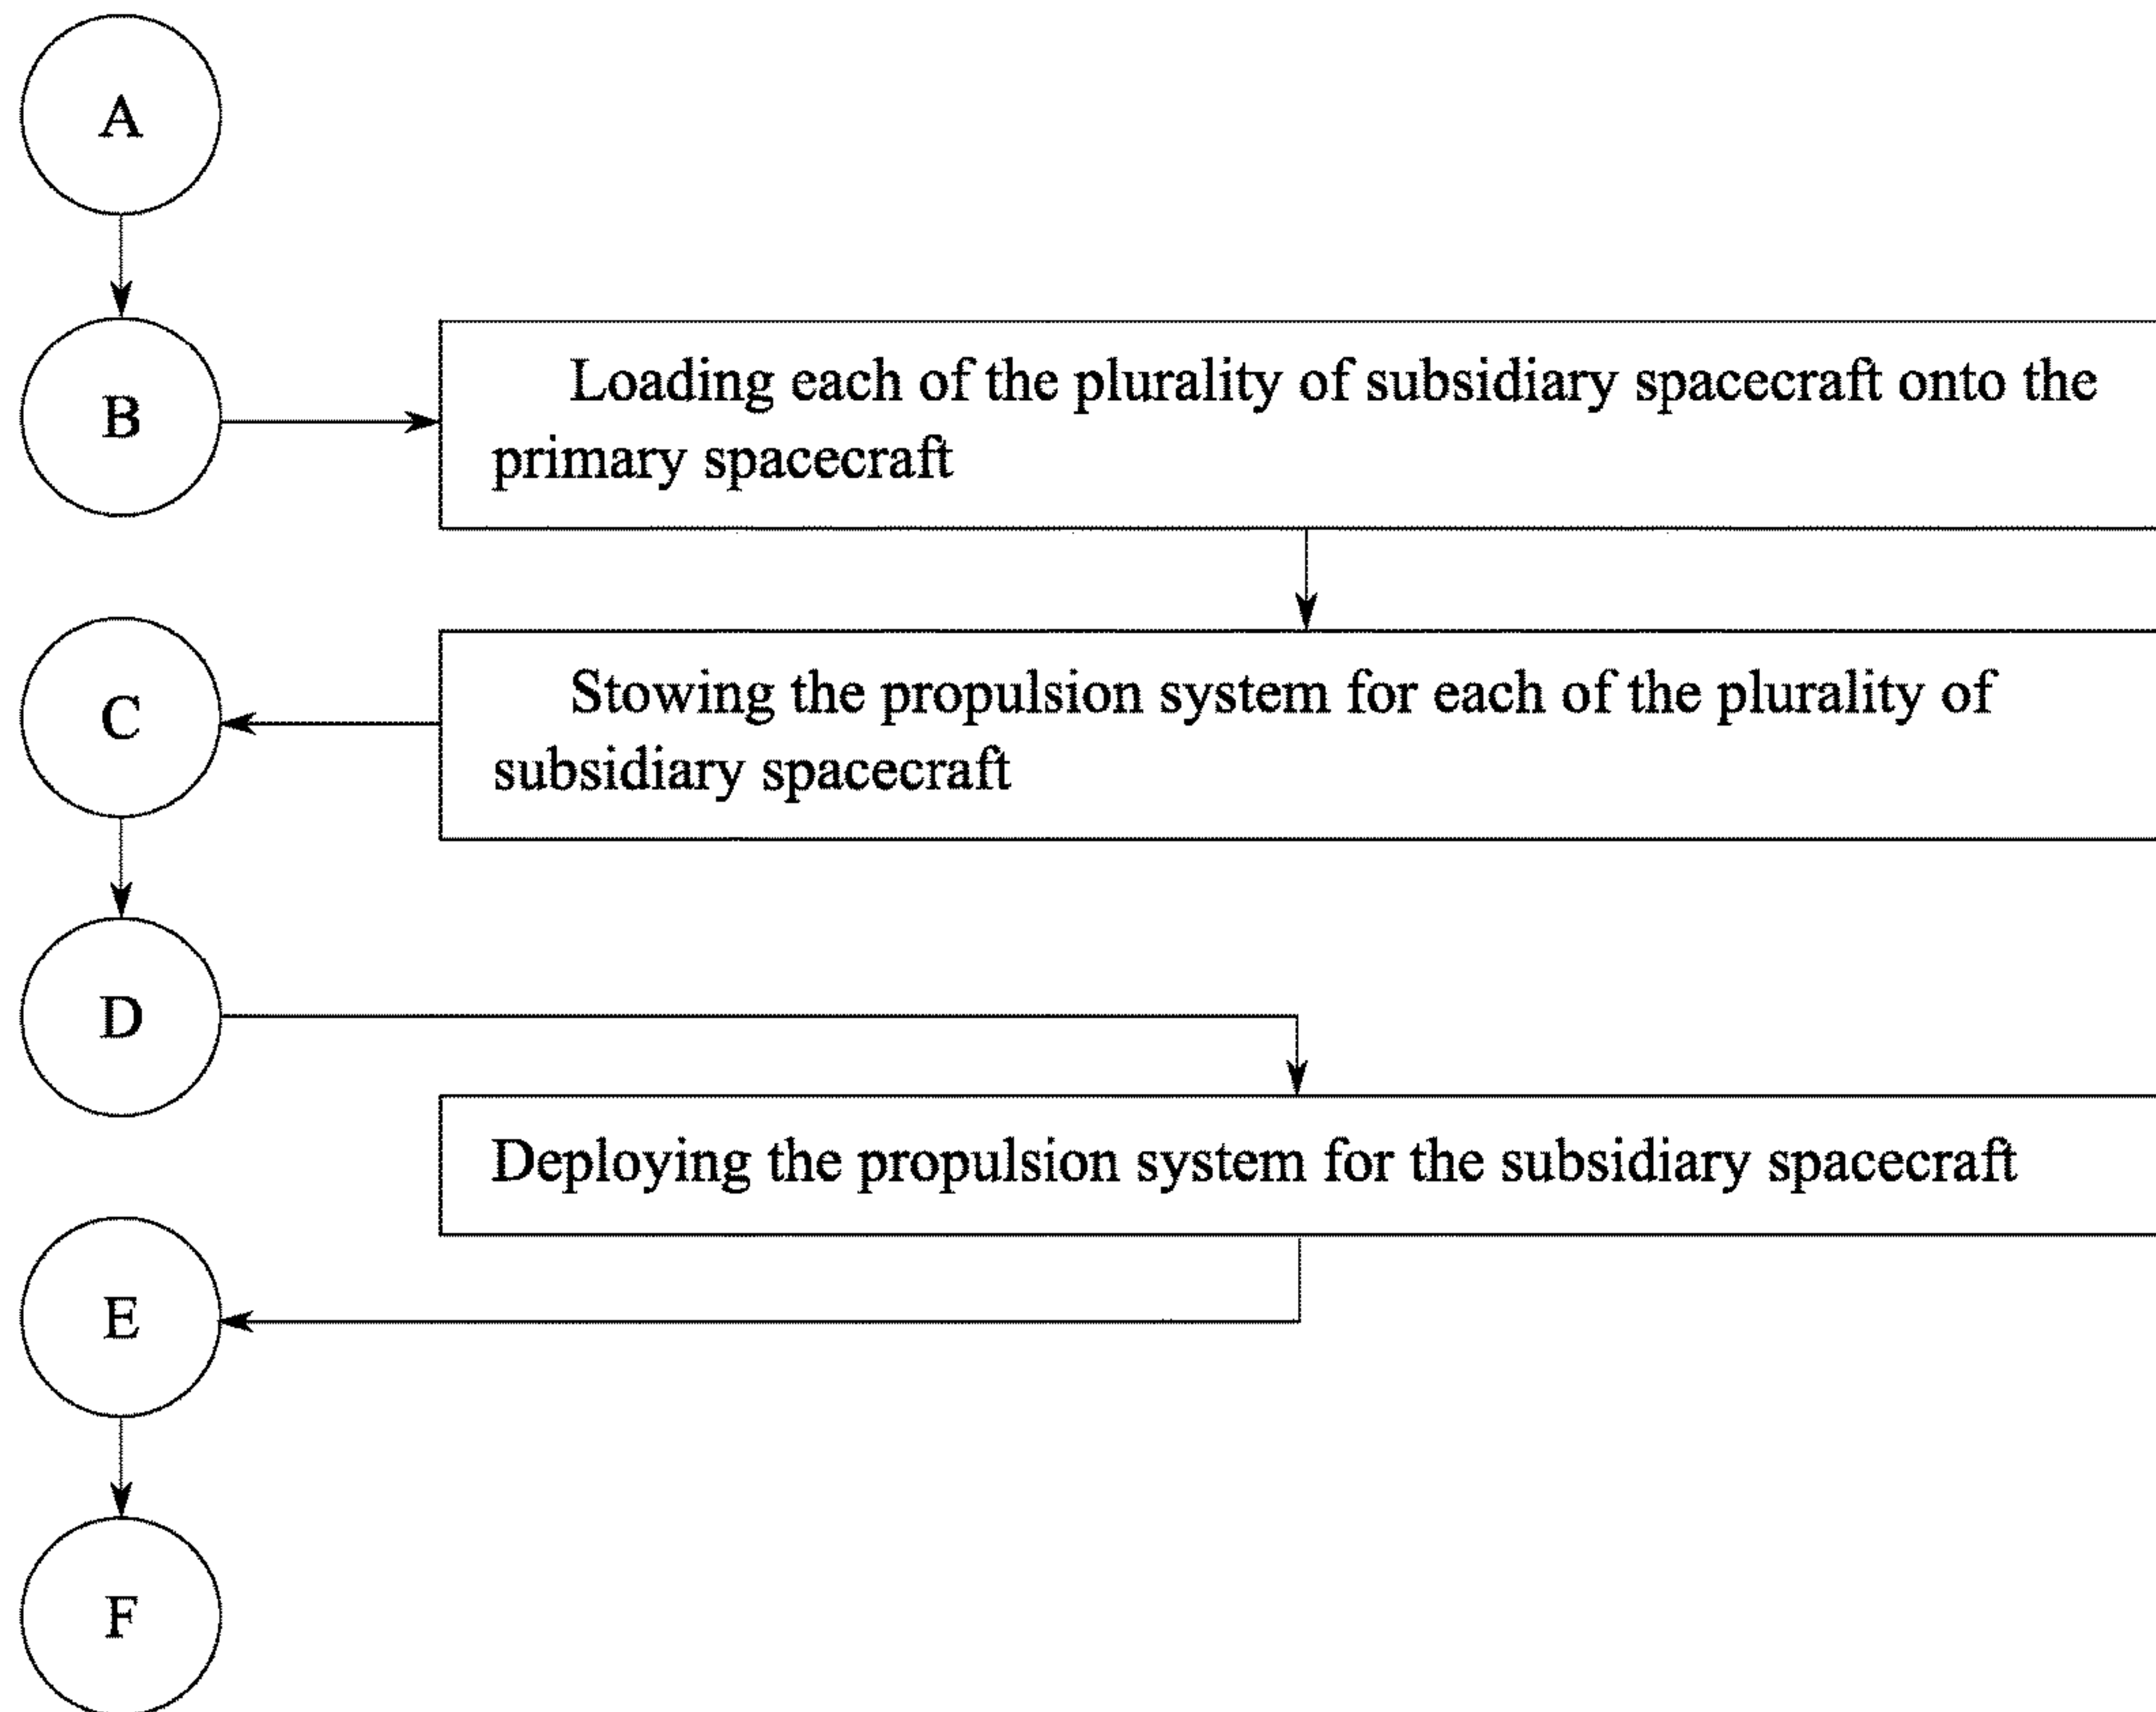 A
B
Loading each of the plurality of subsidiary spacecraft onto the
primary spacecraft
C
Stowing the propulsion system for each of the plurality of
subsidiary spacecraft
D
Deploying the propulsion system for the subsidiary spacecraft
E
F